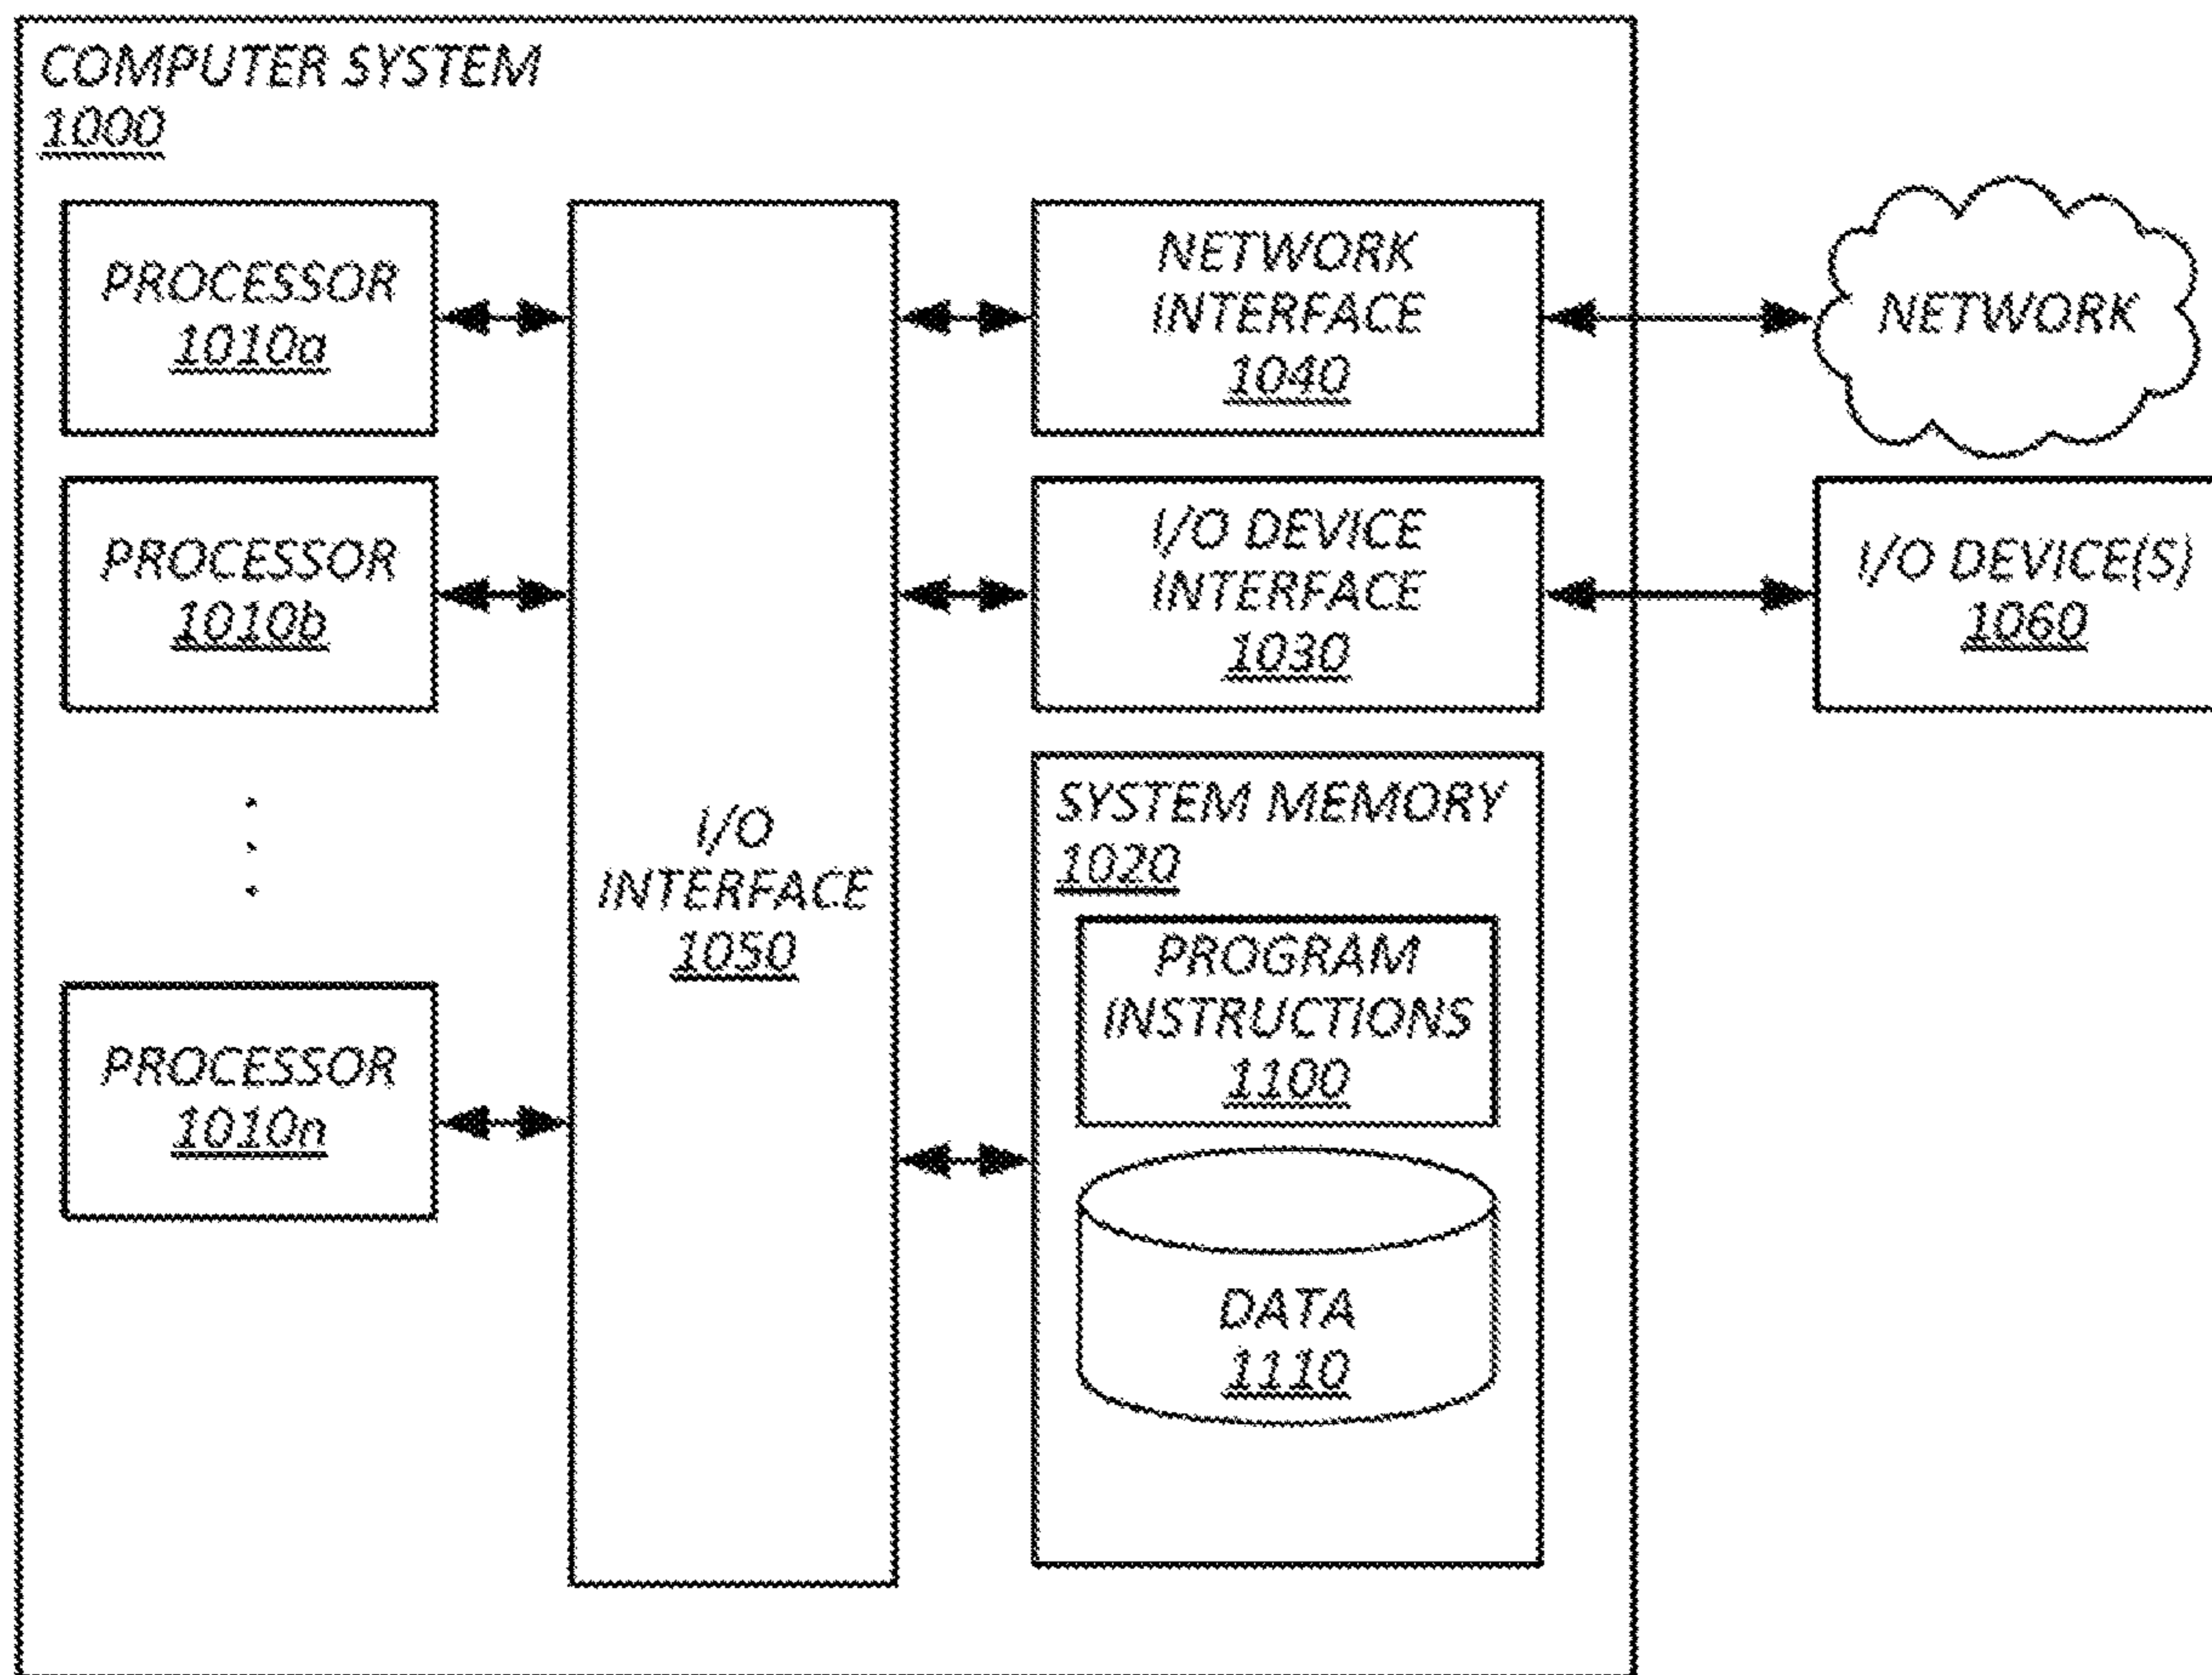 COMPUTER SYSTEM
1000
PROCESSOR
1010a
PROCESSOR
1010b
PROCESSOR
1010n
I/O
INTERFACE
1050
NETWORK
INTERFACE
1040
I/O DEVICE
INTERFACE
1030
SYSTEM MEMORY
1020
PROGRAM
INSTRUCTIONS
1100
DATA
1110
NETWORK
I/O DEVICE(S)
1060